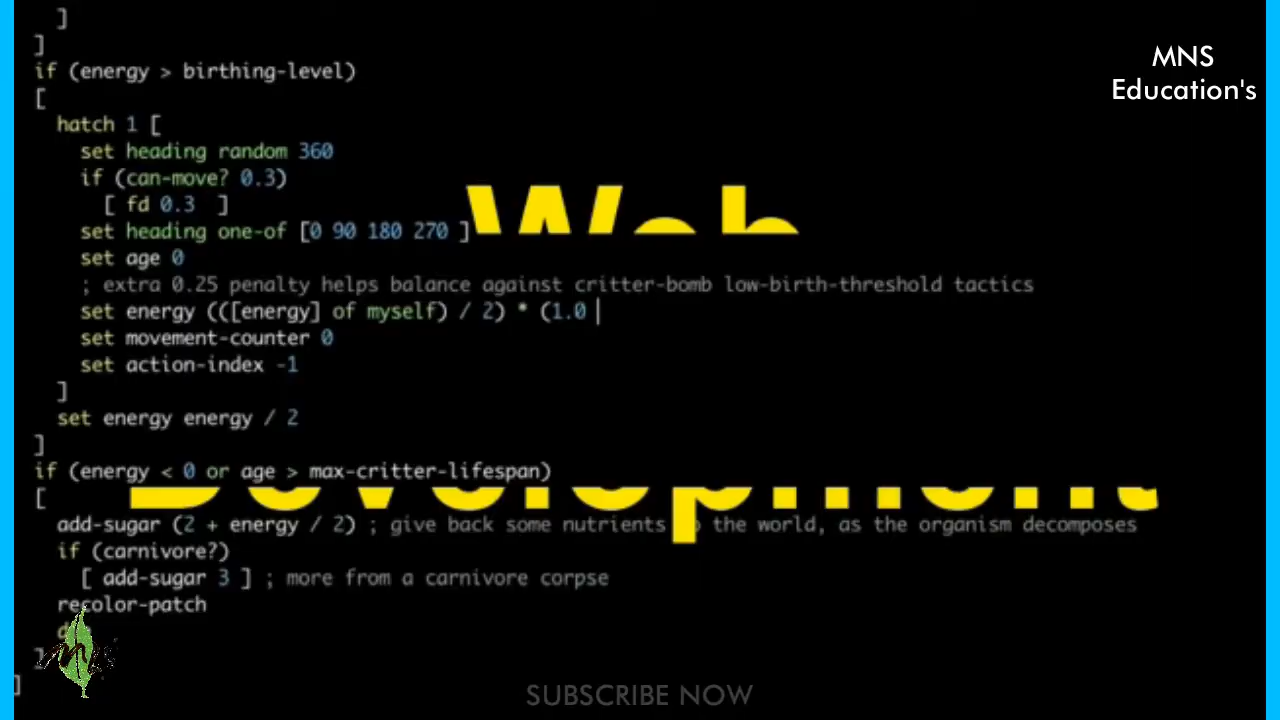 ]
]
if (energy > birthing-level)
[
hatch 1 [
set heading random 360
if (can-move? 0.3)
[ fd 0.3 ]
set heading one-of [0 90 180 270 ]
set age 0
; extra 0.25 penalty helps balance against critter-bomb low-birth-threshold tactics
set energy (([energy] of myself) / 2) * (1.0
set movement-counter 0
set action-index -1
]
set energy energy / 2
]
if (energy < 0 or age > max-critter-lifespan)
[
add-sugar (2 + energy / 2) ; give back some nutrients the world, as the organism decomposes
if (carnivore?)
[ add-sugar 3 ] ; more from a carnivore corpse
recolor-patch
]
]
MNS
Education's
Web
Development
SUBSCRIBE NOW